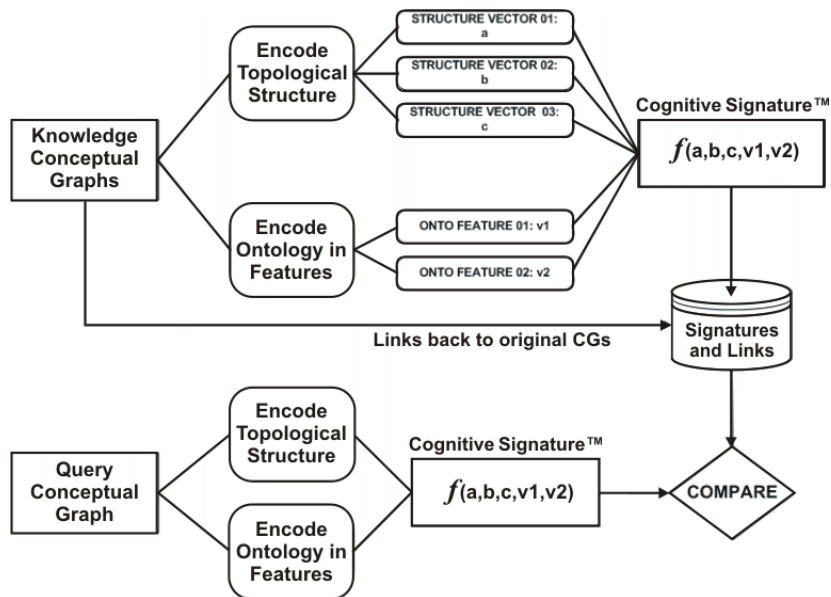 STRUCTURE VECTOR 01:
a
Encode
Topological
Structure
STRUCTURE VECTOR 02:
b
STRUCTURE VECTOR 03:
c
Cognitive Signature™
f(a,b,c,v1,v2)
Knowledge
Conceptual
Graphs
Encode
Ontology in
Features
ONTO FEATURE 01: v1
ONTO FEATURE 02: v2
Signatures
and Links
Links back to original CGs
Encode
Topological
Structure
Cognitive Signature™
Query
Conceptual
Graph
f(a,b,c,v1,v2)
COMPARE
Encode
Ontology in
Features